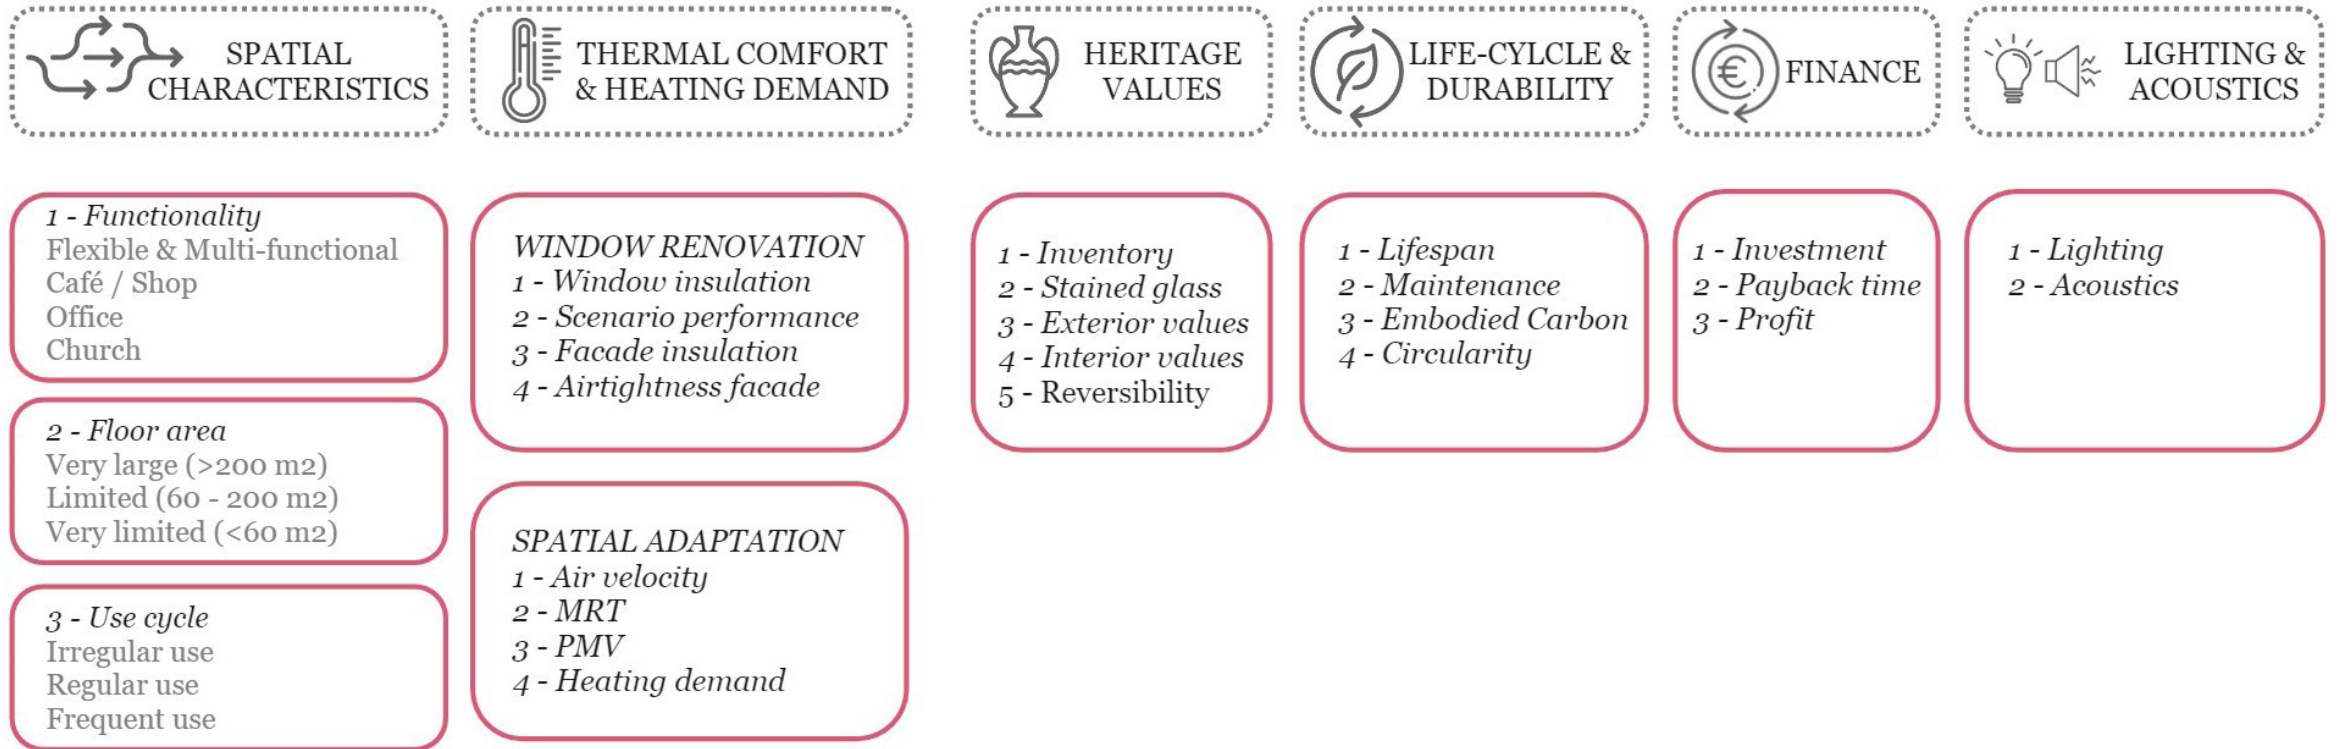 SPATIAL
CHARACTERISTICS
THERMAL COMFORT
& HEATING DEMAND
HERITAGE
VALUES
LIFE-CYLCLE &
DURABILITY
FINANCE
LIGHTING &
ACOUSTICS
1 - Functionality
Flexible & Multi-functional
Café / Shop
Office
Church
2 - Floor area
Very large (>200 m2)
Limited (60 - 200 m2)
Very limited (<60 m2)
3 - Use cycle
Irregular use
Regular use
Frequent use
WINDOW RENOVATION
1 - Window insulation
2 - Scenario performance
3 - Facade insulation
4 - Airtightness facade
SPATIAL ADAPTATION
1 - Air velocity
2 - MRT
3 - PMV
4 - Heating demand
1 - Inventory
2 - Stained glass
3 - Exterior values
4 - Interior values
5 - Reversibility
1 - Lifespan
2 - Maintenance
3 - Embodied Carbon
4 - Circularity
1 - Investment
2 - Payback time
3 - Profit
1 - Lighting
2 - Acoustics